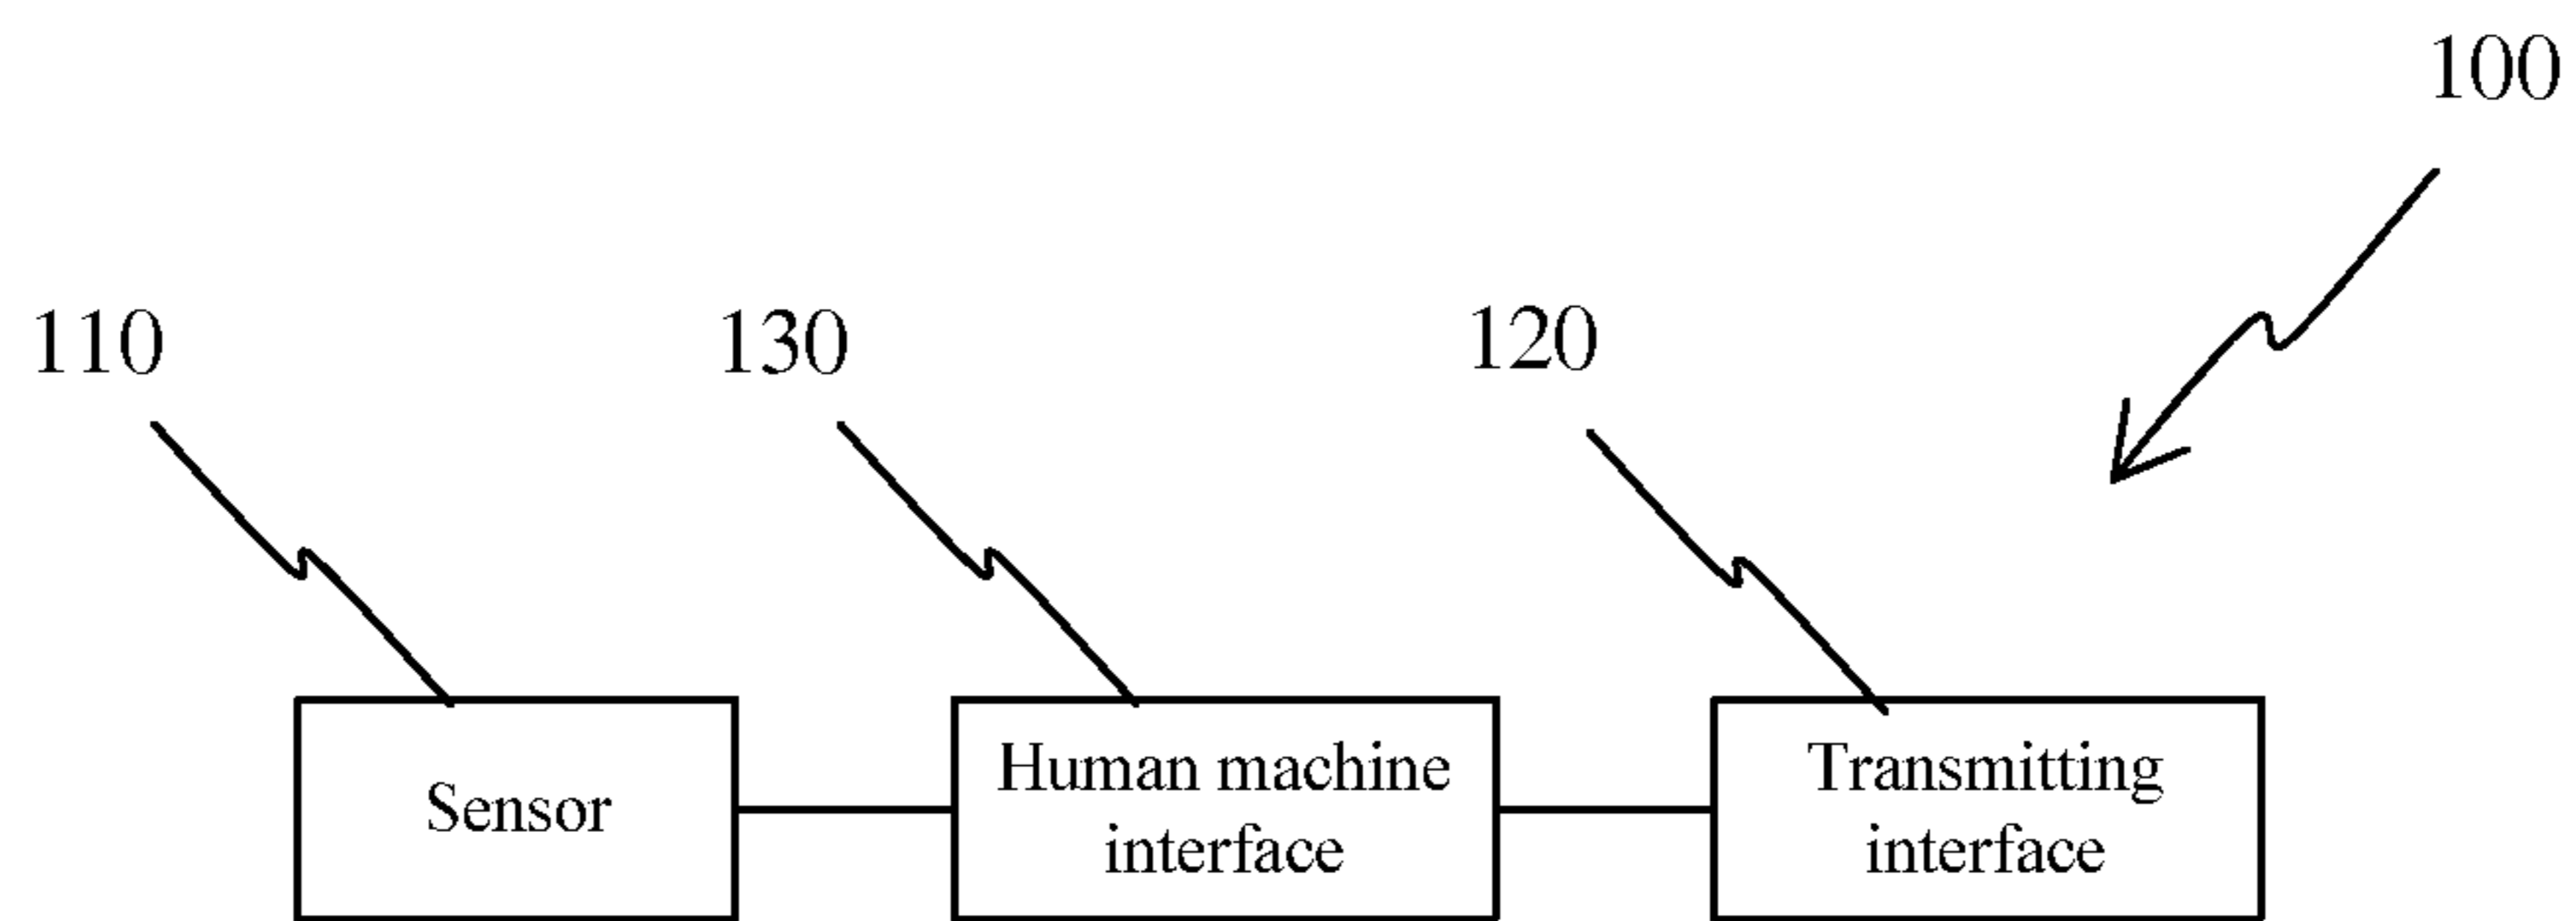 100
110
130
120
Sensor
Human machine
interface
Transmitting
interface